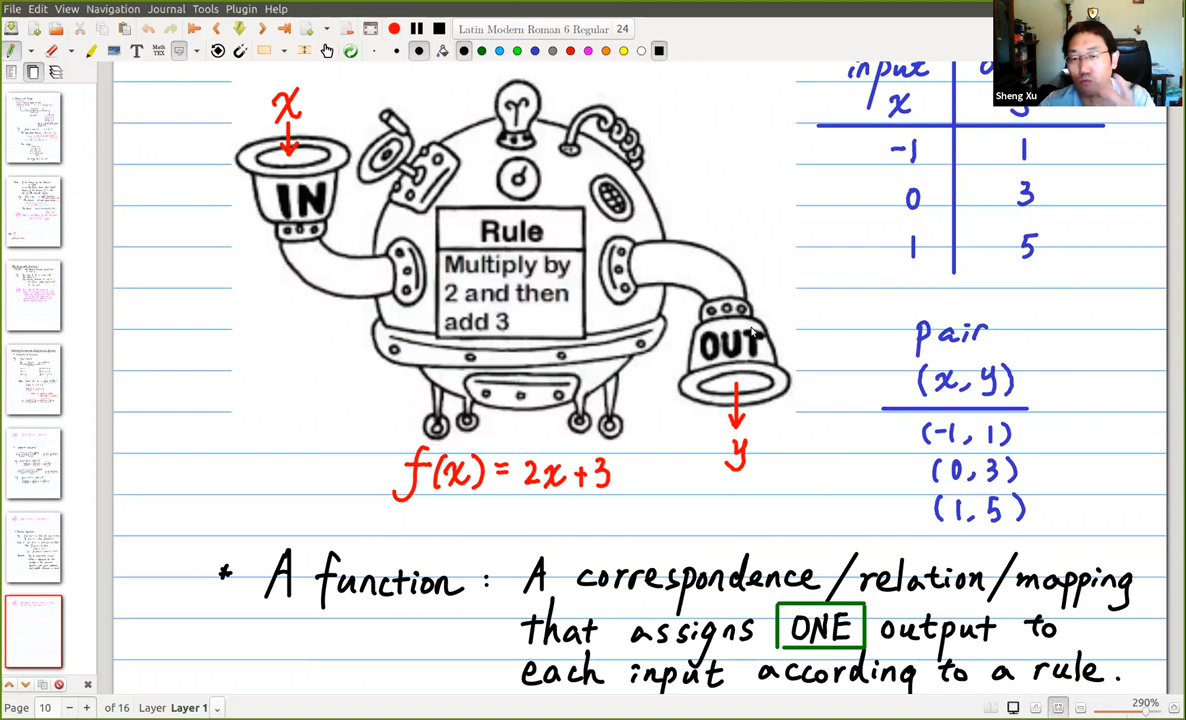 File Edit View Navigation Journal Tools Plugin Help
Latin Modern Roman 6 Regular 24
T Math TEX
Sheng Xu
x
input
x
IN
-1 1
0 3
1 5
Rule
Multiply by
2 and then
add 3
OUT
y
pair
(x, y)
(-1, 1)
(0, 3)
(1, 5)
f(x) = 2x+3
* A function : A correspondence/relation/mapping
that assigns ONE output to
each input according to a rule.
Page 10 of 16 Layer Layer 1
290%